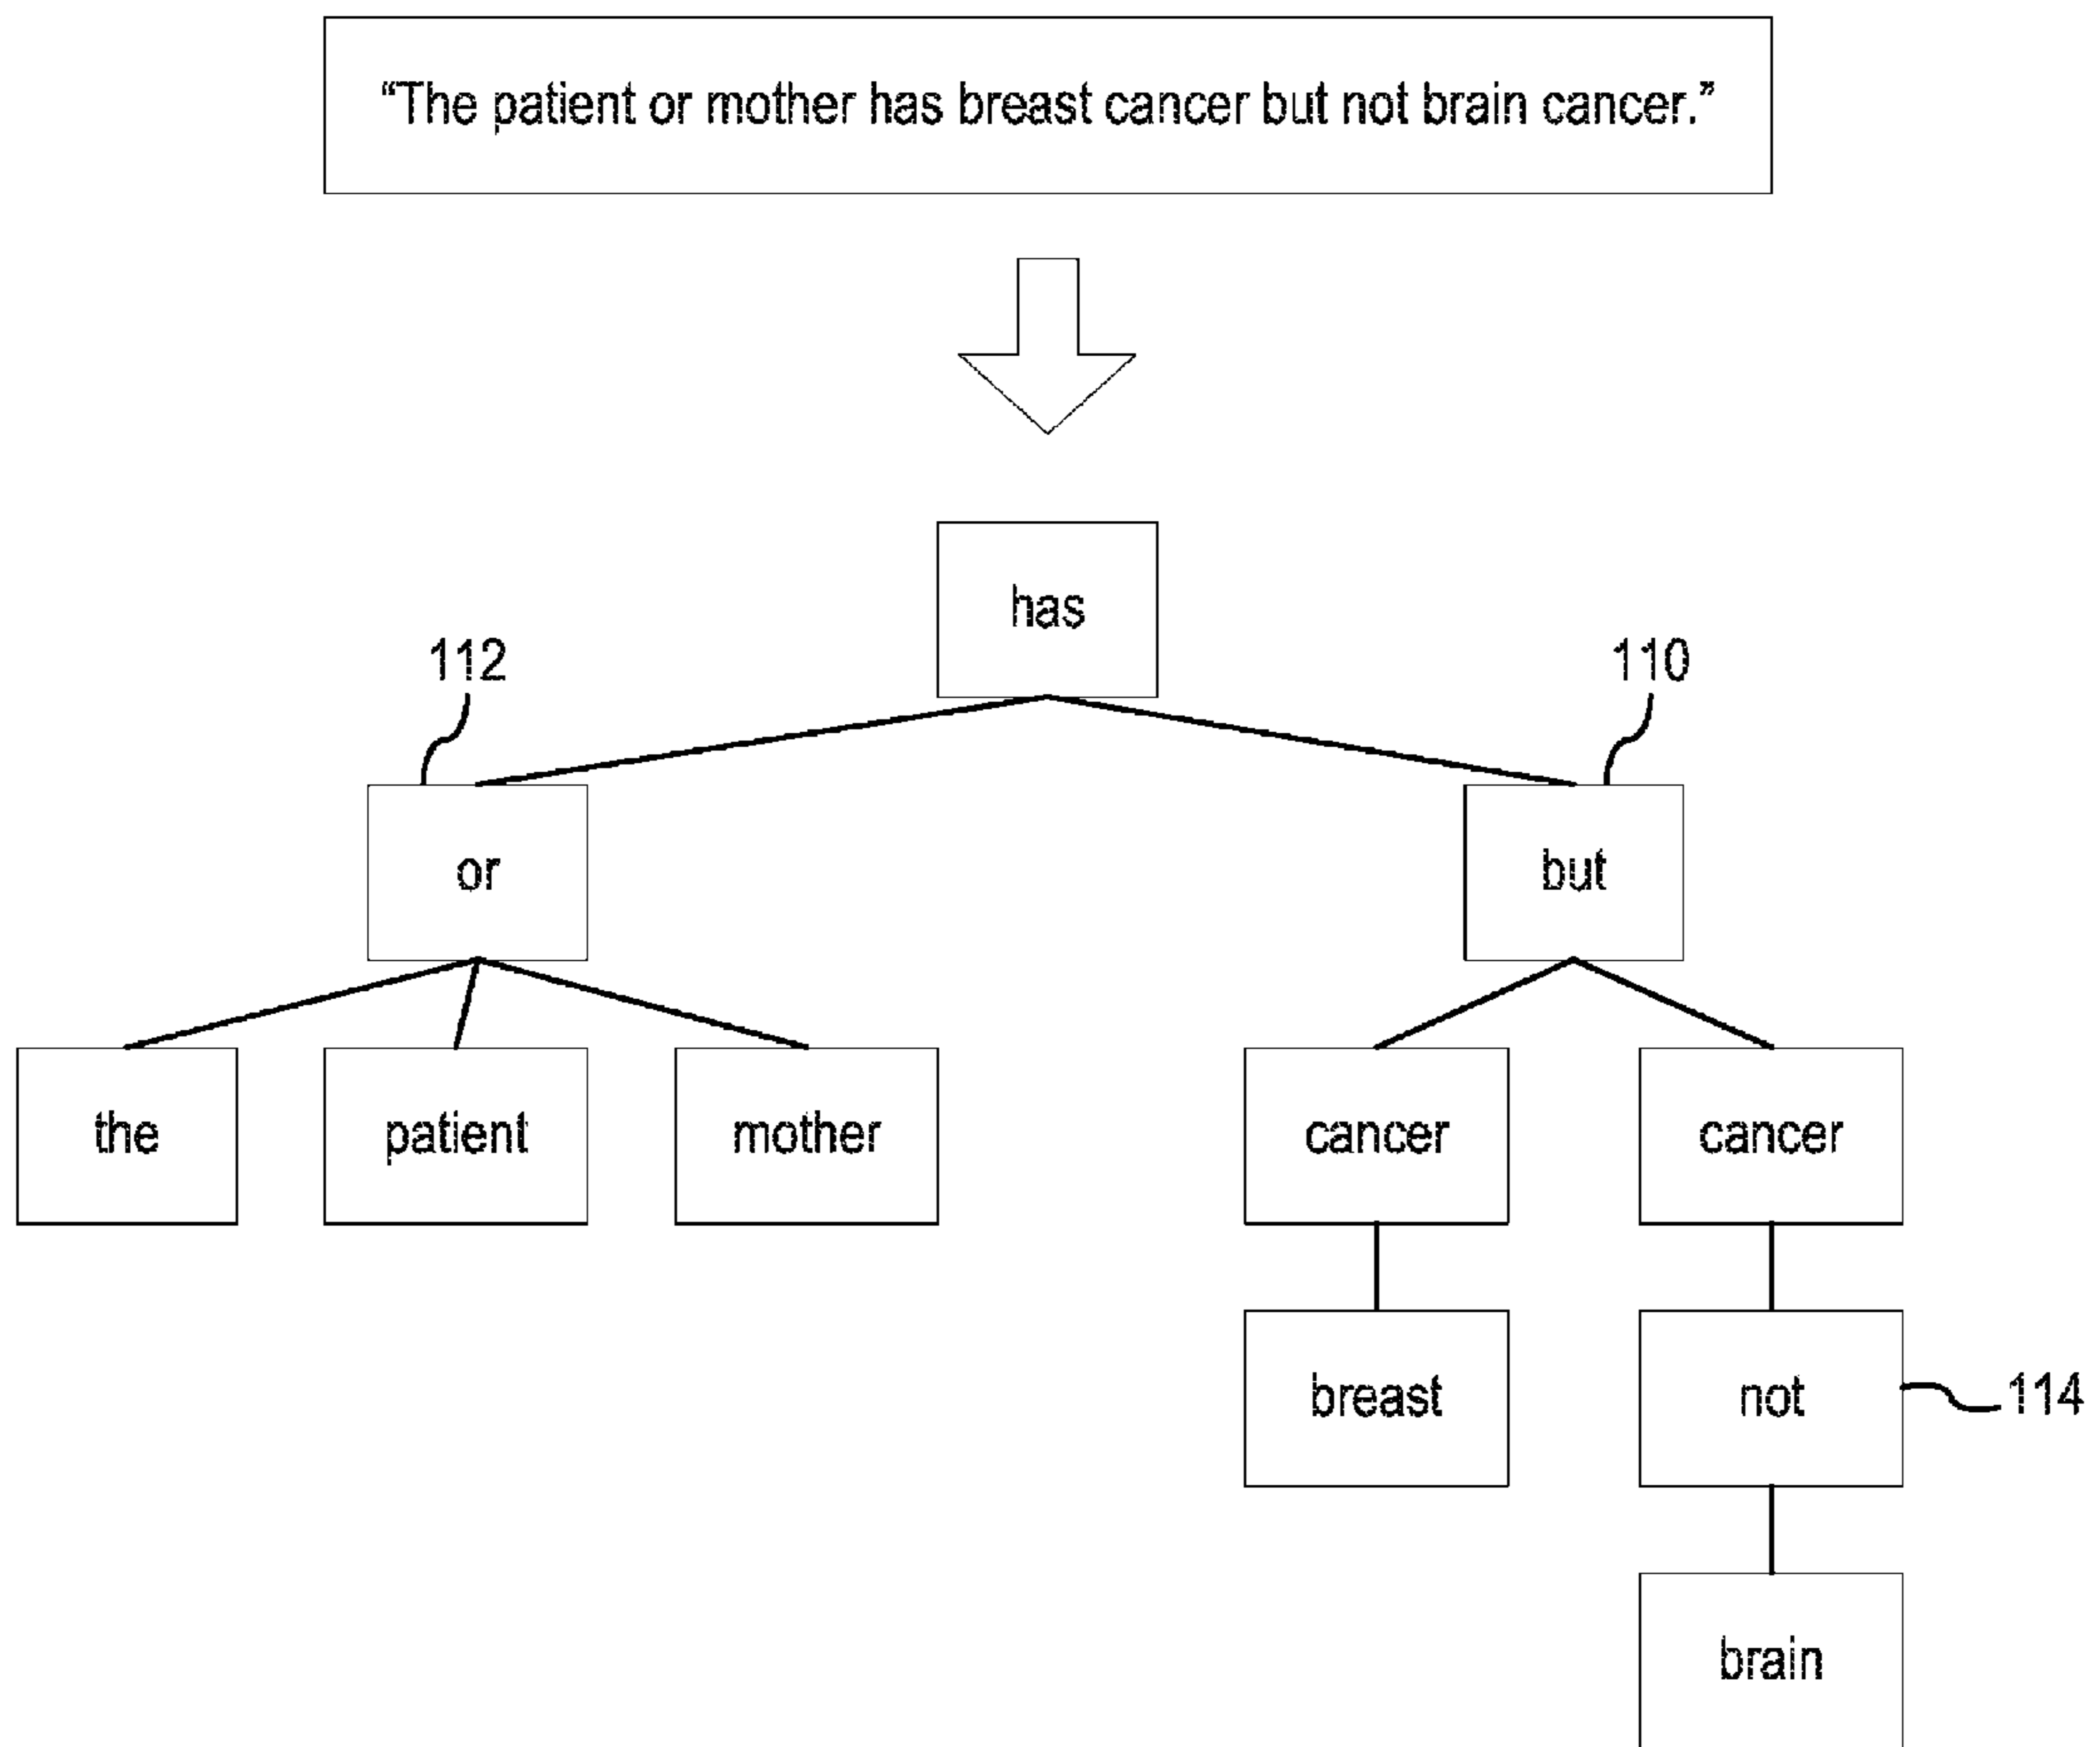 “The patient or mother has breast cancer but not brain cancer.”
has
112
110
or
but
the
patient
mother
cancer
cancer
breast
not
114
brain